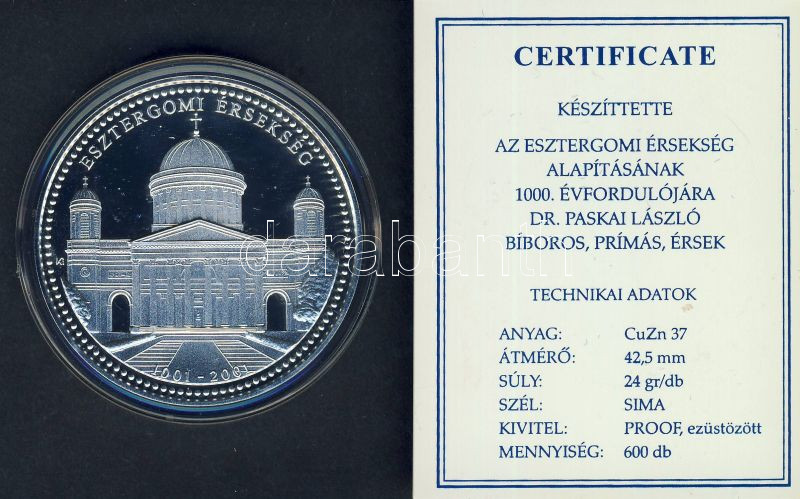 ESZTERGOMI ÉRSEKSÉG
1001-2001
CERTIFICATE
KÉSZÍTTETTE
AZ ESZTERGOMI ÉRSEKSÉG
ALAPÍTÁSÁNAK
1000. ÉVFORDULÓJÁRA
DR. PASKAI LÁSZLÓ
BÍBOROS, PRÍMÁS, ÉRSEK
TECHNIKAI ADATOK
ANYAG: CuZn 37
ÁTMÉRŐ: 42,5 mm
SÚLY: 24 gr/db
SZÉL: SIMA
KIVITEL: PROOF, ezüstözött
MENNYISÉG: 600 db
darabanth